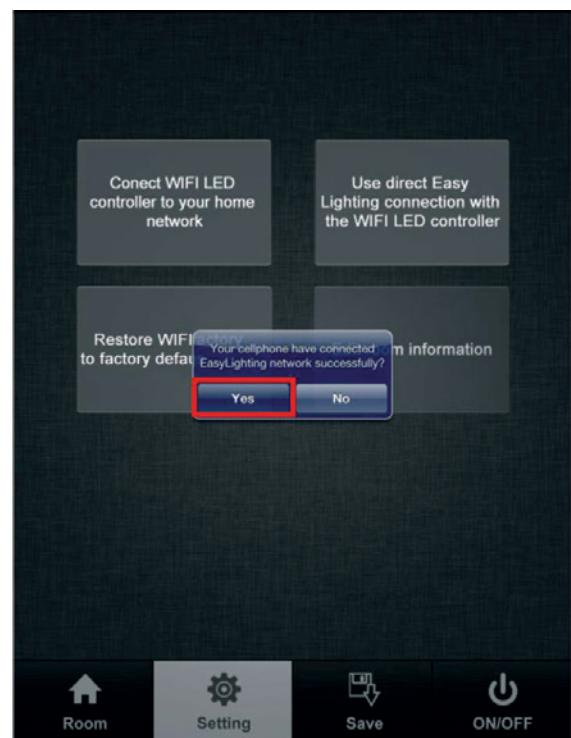 Conect WIFI LED
controller to your home
network
Use direct Easy
Lighting connection with
the WIFI LED controller
Restore WIFI factory
to factory defau
m information
Your cellphone have connected
EasyLighting network successfully?
Yes
No
Room
Setting
Save
ON/OFF